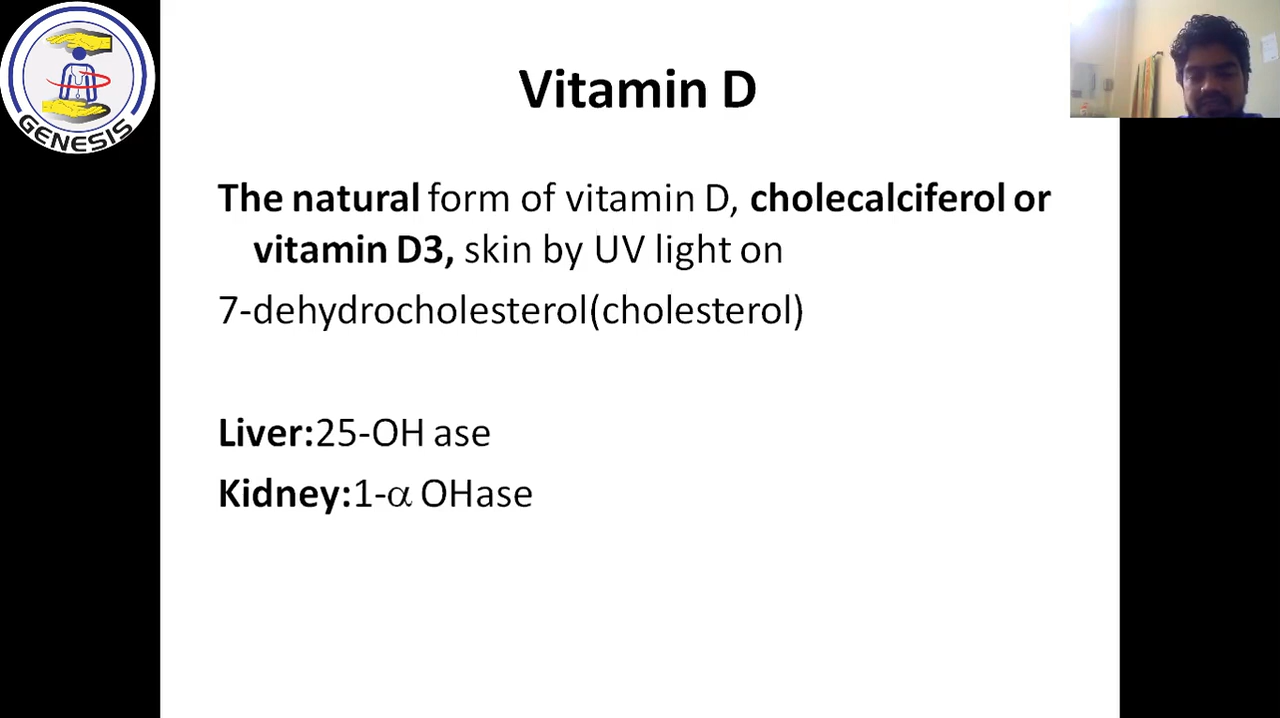 GENESIS
Vitamin D
The natural form of vitamin D, cholecalciferol or
vitamin D3, skin by UV light on
7-dehydrocholesterol(cholesterol)
Liver:25-OH ase
Kidney:1-α OHase